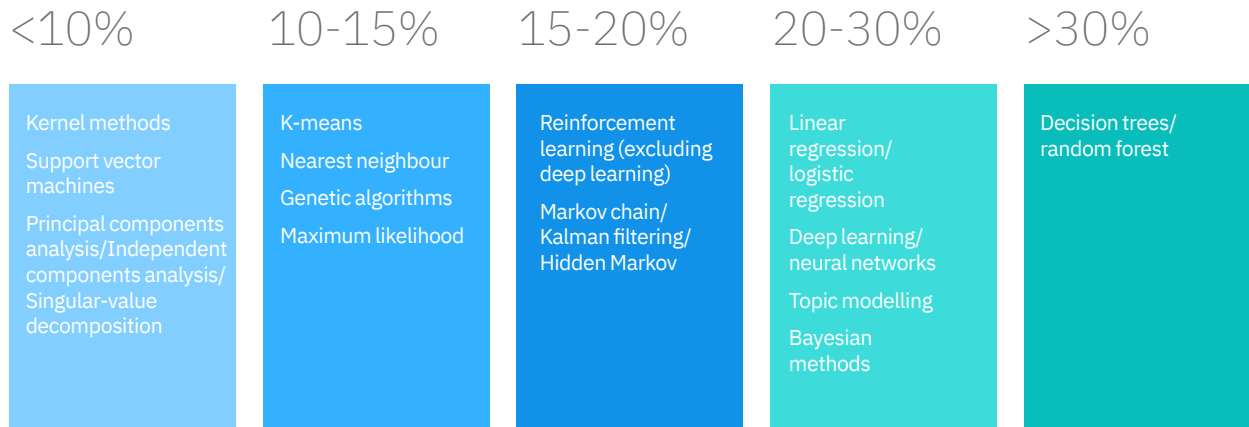 <10%
10-15%
15-20%
20-30%
>30%
Kernel methods
Support vector
machines
Principal components
analysis/Independent
components analysis/
Singular-value
decomposition
K-means
Nearest neighbour
Genetic algorithms
Maximum likelihood
Reinforcement
learning (excluding
deep learning)
Markov chain/
Kalman filtering/
Hidden Markov
Linear
regression/
logistic
regression
Deep learning/
neural networks
Topic modelling
Bayesian
methods
Decision trees/
random forest